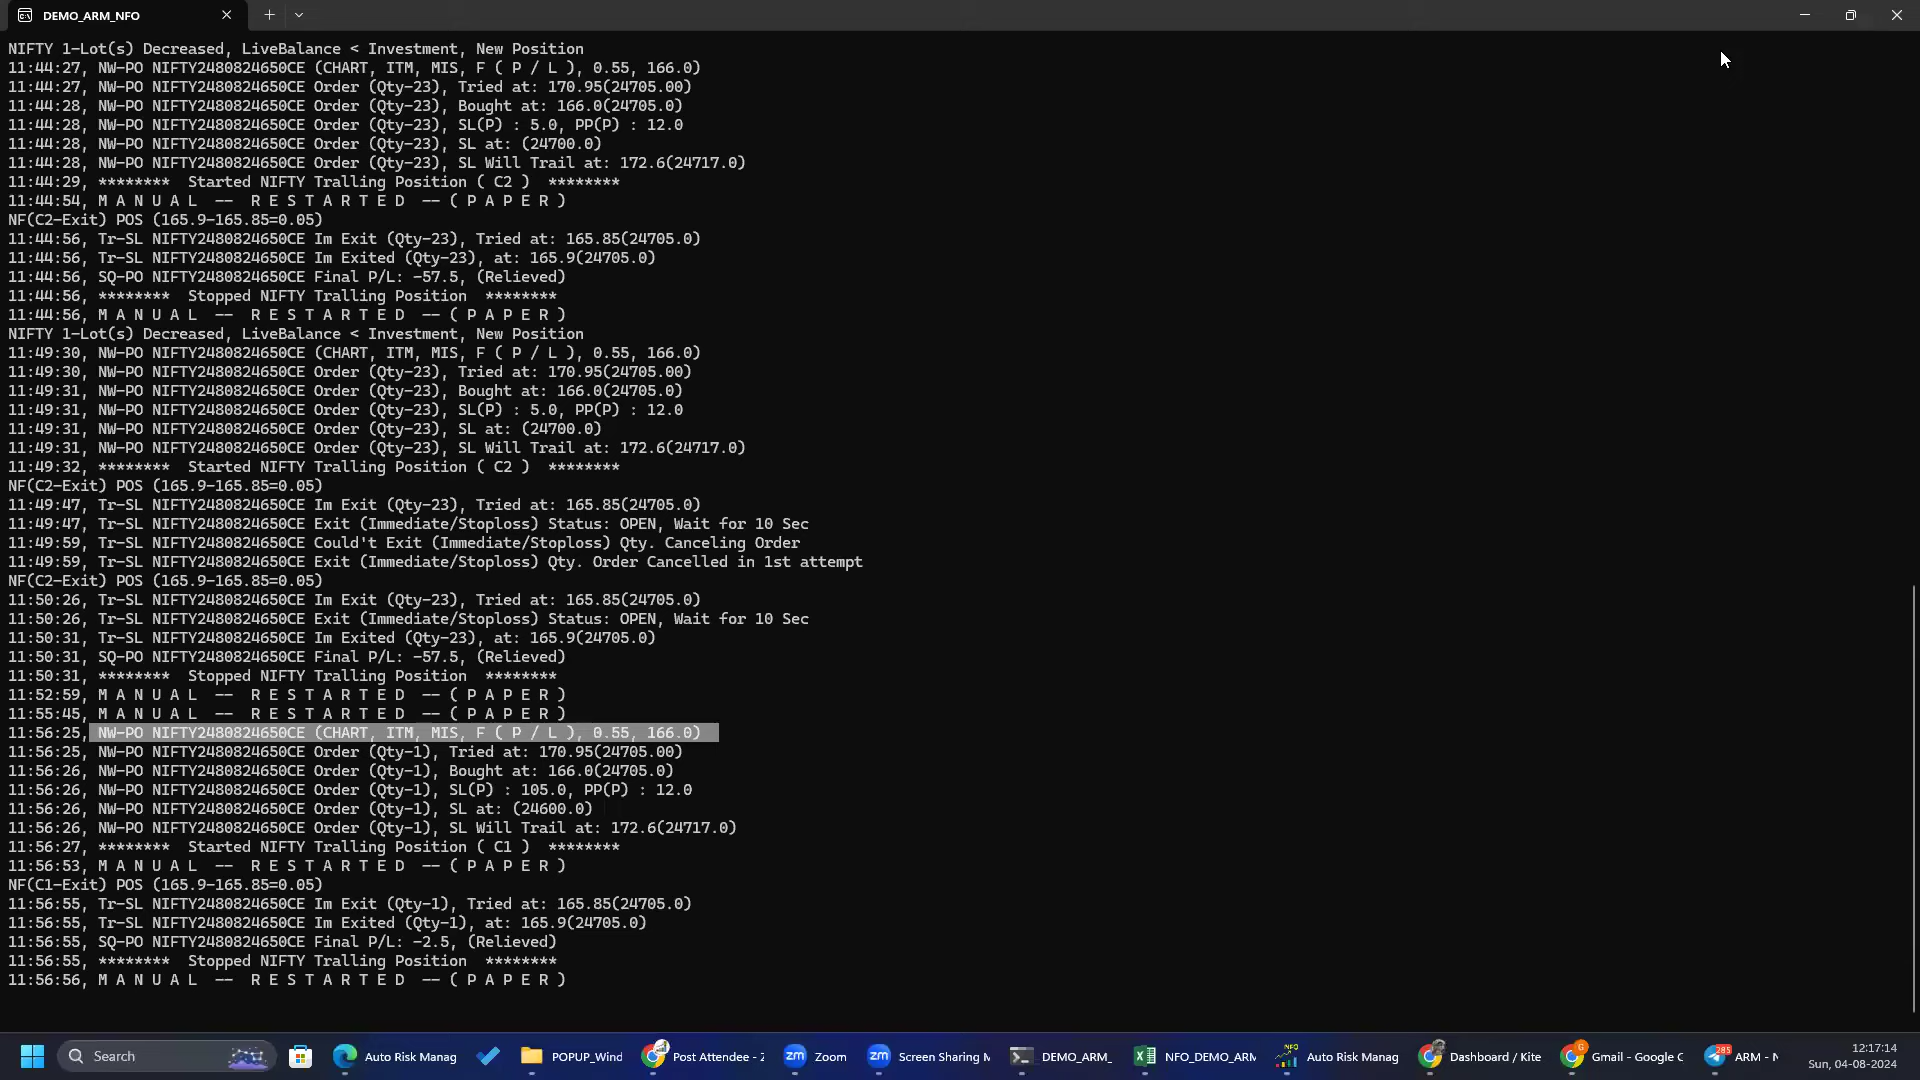 DEMO_ARM_NFO
NIFTY 1-Lot(s) Decreased, LiveBalance < Investment, New Position
11:44:27, NW-PO NIFTY2480824650CE (CHART, ITM, MIS, F ( P / L ), 0.55, 166.0)
11:44:27, NW-PO NIFTY2480824650CE Order (Qty-23), Tried at: 170.95(24705.00)
11:44:28, NW-PO NIFTY2480824650CE Order (Qty-23), Bought at: 166.0(24705.0)
11:44:28, NW-PO NIFTY2480824650CE Order (Qty-23), SL(P) : 5.0, PP(P) : 12.0
11:44:28, NW-PO NIFTY2480824650CE Order (Qty-23), SL at: (24700.0)
11:44:28, NW-PO NIFTY2480824650CE Order (Qty-23), SL Will Trail at: 172.6(24717.0)
11:44:29, ******** Started NIFTY Tralling Position ( C2 ) ********
11:44:54, M A N U A L -- R E S T A R T E D -- ( P A P E R )
NF(C2-Exit) POS (165.9-165.85=0.05)
11:44:56, Tr-SL NIFTY2480824650CE Im Exit (Qty-23), Tried at: 165.85(24705.0)
11:44:56, Tr-SL NIFTY2480824650CE Im Exited (Qty-23), at: 165.9(24705.0)
11:44:56, SQ-PO NIFTY2480824650CE Final P/L: -57.5, (Relieved)
11:44:56, ******** Stopped NIFTY Tralling Position ********
11:44:56, M A N U A L -- R E S T A R T E D -- ( P A P E R )
NIFTY 1-Lot(s) Decreased, LiveBalance < Investment, New Position
11:49:30, NW-PO NIFTY2480824650CE (CHART, ITM, MIS, F ( P / L ), 0.55, 166.0)
11:49:30, NW-PO NIFTY2480824650CE Order (Qty-23), Tried at: 170.95(24705.00)
11:49:31, NW-PO NIFTY2480824650CE Order (Qty-23), Bought at: 166.0(24705.0)
11:49:31, NW-PO NIFTY2480824650CE Order (Qty-23), SL(P) : 5.0, PP(P) : 12.0
11:49:31, NW-PO NIFTY2480824650CE Order (Qty-23), SL at: (24700.0)
11:49:31, NW-PO NIFTY2480824650CE Order (Qty-23), SL Will Trail at: 172.6(24717.0)
11:49:32, ******** Started NIFTY Tralling Position ( C2 ) ********
NF(C2-Exit) POS (165.9-165.85=0.05)
11:49:47, Tr-SL NIFTY2480824650CE Im Exit (Qty-23), Tried at: 165.85(24705.0)
11:49:47, Tr-SL NIFTY2480824650CE Exit (Immediate/Stoploss) Status: OPEN, Wait for 10 Sec
11:49:59, Tr-SL NIFTY2480824650CE Could't Exit (Immediate/Stoploss) Qty. Canceling Order
11:49:59, Tr-SL NIFTY2480824650CE Exit (Immediate/Stoploss) Qty. Order Cancelled in 1st attempt
NF(C2-Exit) POS (165.9-165.85=0.05)
11:50:26, Tr-SL NIFTY2480824650CE Im Exit (Qty-23), Tried at: 165.85(24705.0)
11:50:26, Tr-SL NIFTY2480824650CE Exit (Immediate/Stoploss) Status: OPEN, Wait for 10 Sec
11:50:31, Tr-SL NIFTY2480824650CE Im Exited (Qty-23), at: 165.9(24705.0)
11:50:31, SQ-PO NIFTY2480824650CE Final P/L: -57.5, (Relieved)
11:50:31, ******** Stopped NIFTY Tralling Position ********
11:52:59, M A N U A L -- R E S T A R T E D -- ( P A P E R )
11:55:45, M A N U A L -- R E S T A R T E D -- ( P A P E R )
11:56:25, NW-PO NIFTY2480824650CE (CHART, ITM, MIS, F ( P / L ), 0.55, 166.0)
11:56:25, NW-PO NIFTY2480824650CE Order (Qty-1), Tried at: 170.95(24705.00)
11:56:26, NW-PO NIFTY2480824650CE Order (Qty-1), Bought at: 166.0(24705.0)
11:56:26, NW-PO NIFTY2480824650CE Order (Qty-1), SL(P) : 105.0, PP(P) : 12.0
11:56:26, NW-PO NIFTY2480824650CE Order (Qty-1), SL at: (24600.0)
11:56:26, NW-PO NIFTY2480824650CE Order (Qty-1), SL Will Trail at: 172.6(24717.0)
11:56:27, ******** Started NIFTY Tralling Position ( C1 ) ********
11:56:53, M A N U A L -- R E S T A R T E D -- ( P A P E R )
NF(C1-Exit) POS (165.9-165.85=0.05)
11:56:55, Tr-SL NIFTY2480824650CE Im Exit (Qty-1), Tried at: 165.85(24705.0)
11:56:55, Tr-SL NIFTY2480824650CE Im Exited (Qty-1), at: 165.9(24705.0)
11:56:55, SQ-PO NIFTY2480824650CE Final P/L: -2.5, (Relieved)
11:56:55, ******** Stopped NIFTY Tralling Position ********
11:56:56, M A N U A L -- R E S T A R T E D -- ( P A P E R )
Search Auto Risk Manag POPUP_Wind Post Attendee - Z zm Zoom zm Screen Sharing M DEMO_ARM_ NFO_DEMO_ARM NFO Auto Risk Manag Dashboard / Kite Gmail - Google C 285 ARM - N 12:17:14
Sun, 04-08-2024